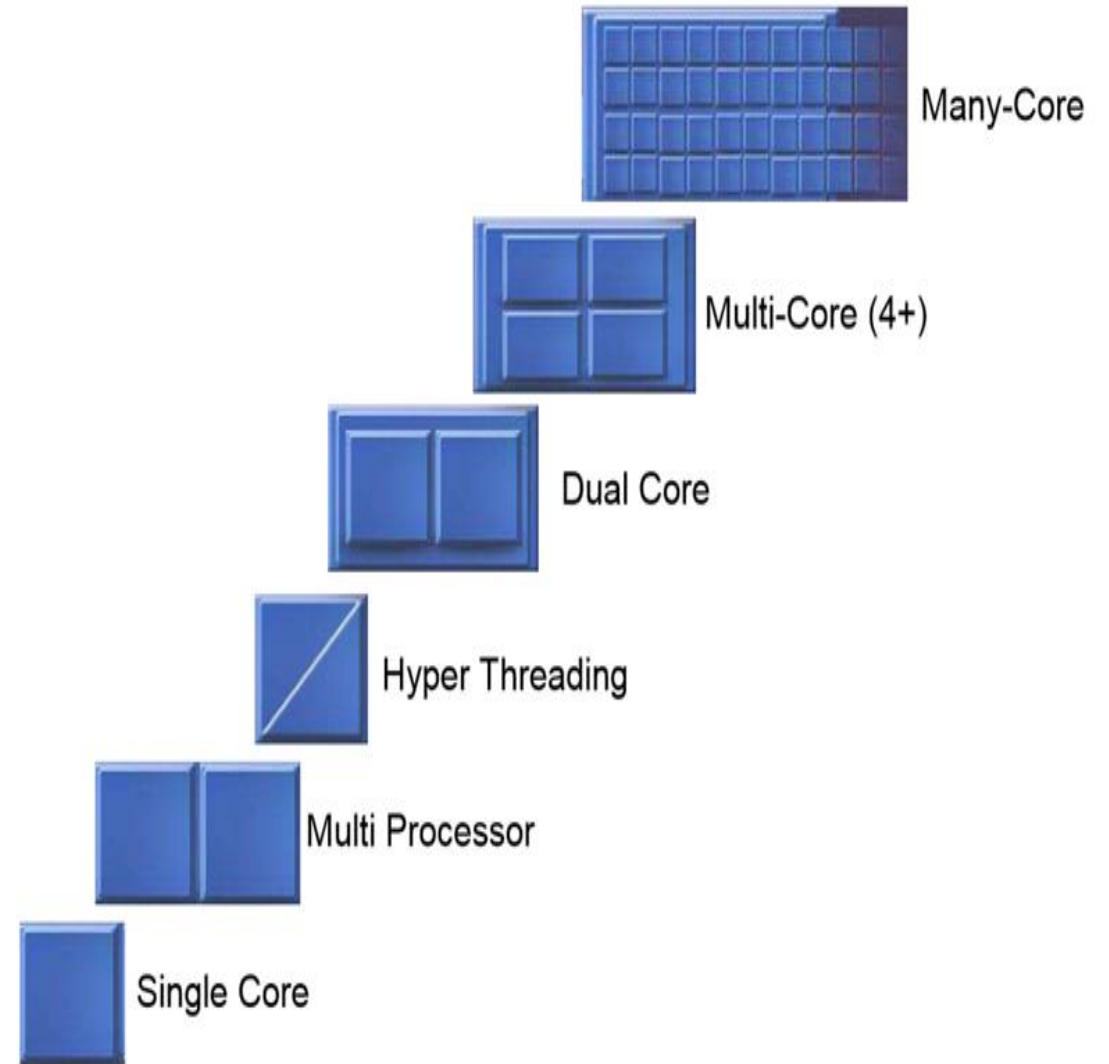 Many-Core
Multi-Core (4+)
Dual Core
Hyper Threading
Multi Processor
Single Core